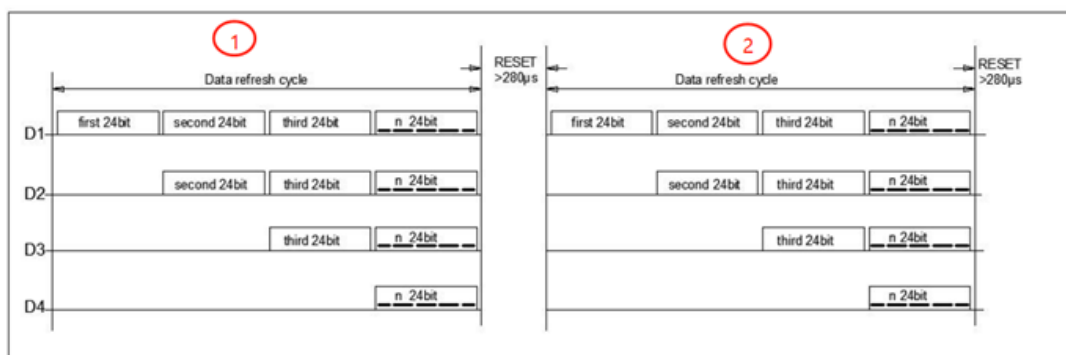 1
2
Data refresh cycle
RESET
>280μs
Data refresh cycle
RESET
>280μs
D1 first 24bit second 24bit third 24bit n 24bit first 24bit second 24bit third 24bit n 24bit
D2 second 24bit third 24bit n 24bit second 24bit third 24bit n 24bit
D3 third 24bit n 24bit third 24bit n 24bit
D4 n 24bit n 24bit